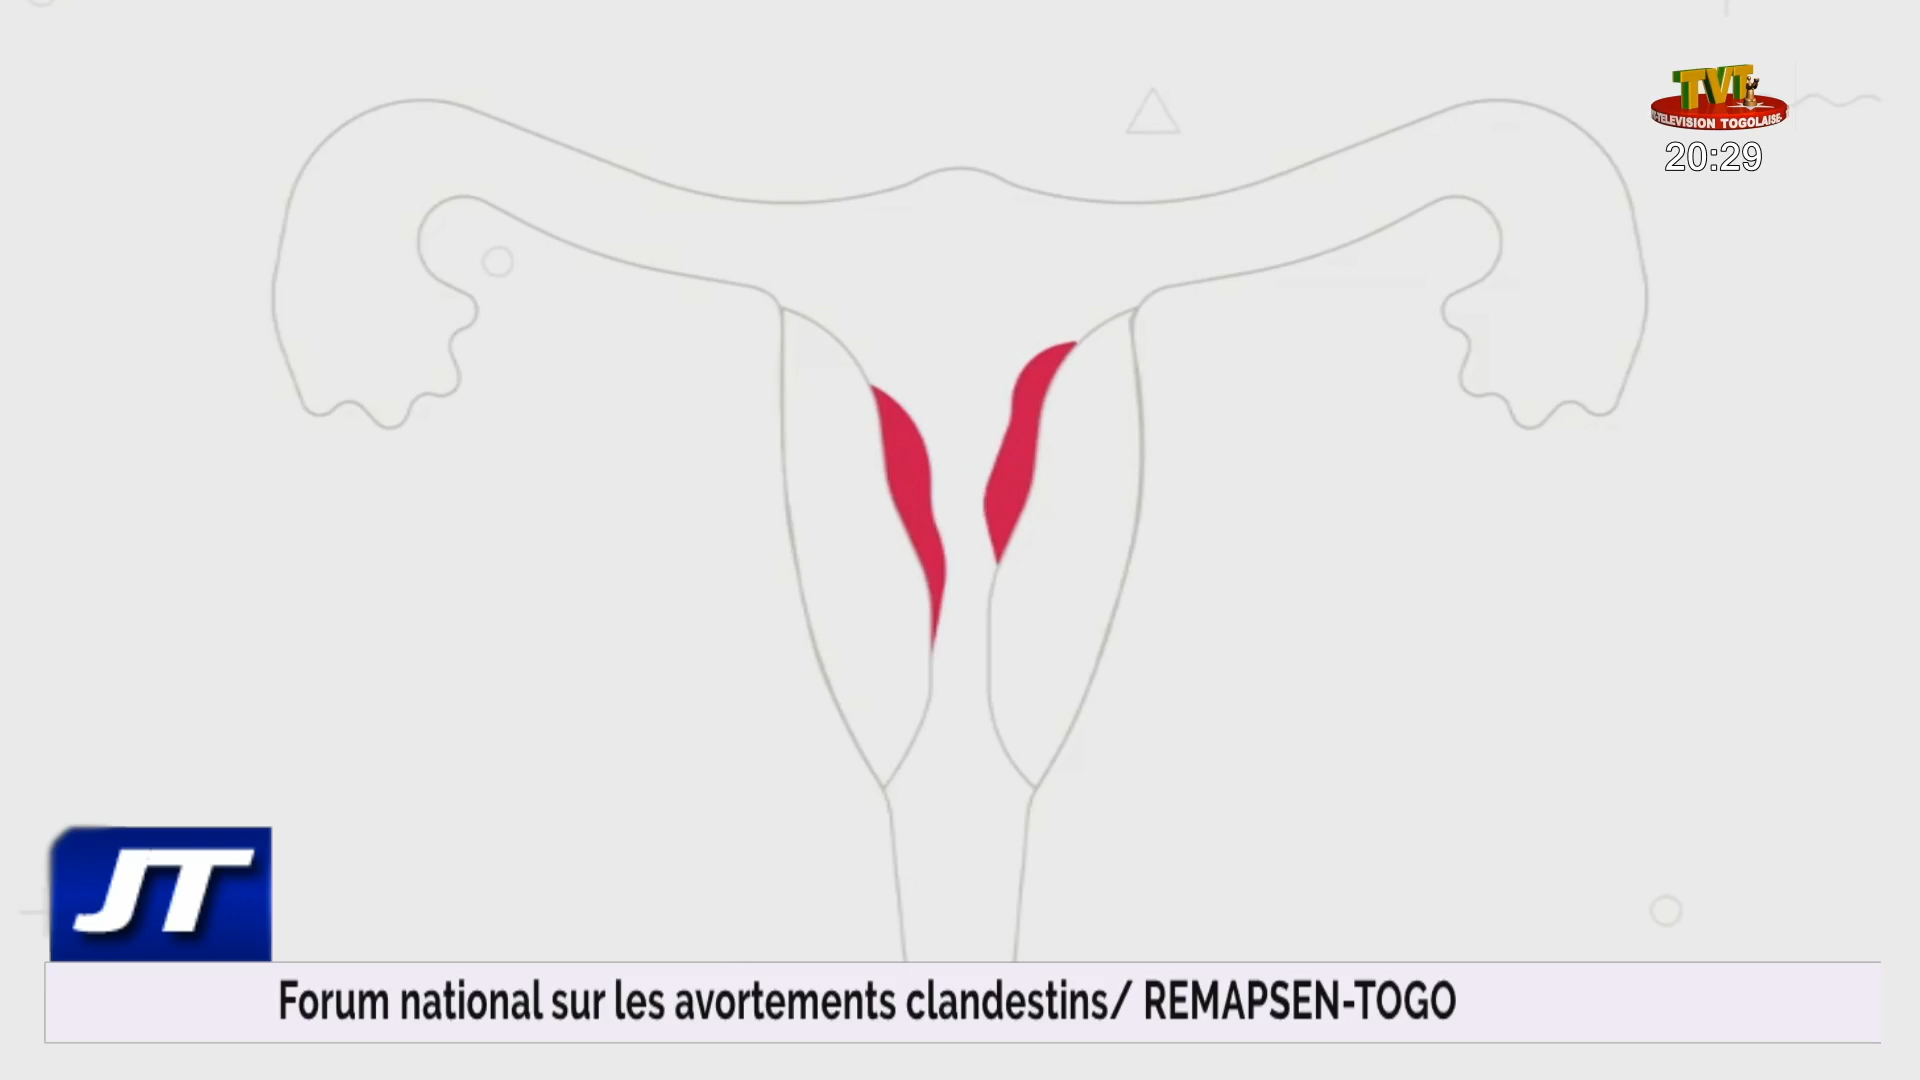 TVT
TELEVISION TOGOLAISE
20:29
JT
Forum national sur les avortements clandestins/ REMAPSEN-TOGO